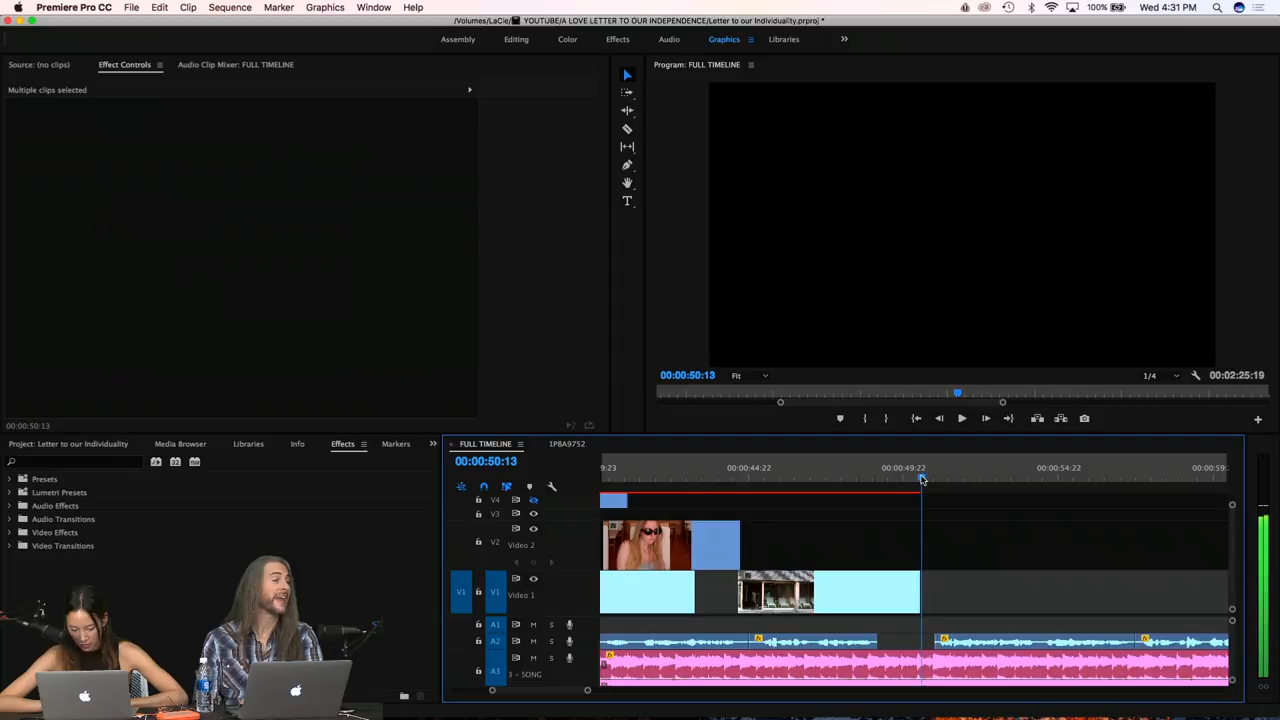 Premiere Pro CC File Edit Clip Sequence Marker Graphics Window Help 100% Wed 4:31 PM
/Volumes/LaCie/ YOUTUBE/A LOVE LETTER TO OUR INDEPENDENCE/Letter to our Individuality.prproj *
Assembly Editing Color Effects Audio Graphics Libraries
Source: (no clips) Effect Controls Audio Clip Mixer: FULL TIMELINE
Program: FULL TIMELINE
Multiple clips selected
T
00:00:50:13 Fit 1/4 00:02:25:19
00:00:50:13
Project: Letter to our Individuality Media Browser Libraries Info Effects Markers
Presets
Lumetri Presets
Audio Effects
Audio Transitions
Video Effects
Video Transitions
FULL TIMELINE 1P8A9752
00:00:50:13
9:23 00:00:44:22 00:00:49:22 00:00:54:22 00:00:59:
V4
V3
V2
Video 2
V1 V1
Video 1
A1 M S
A2 M S
M S
A3 3 - SONG
fx fx fx fx